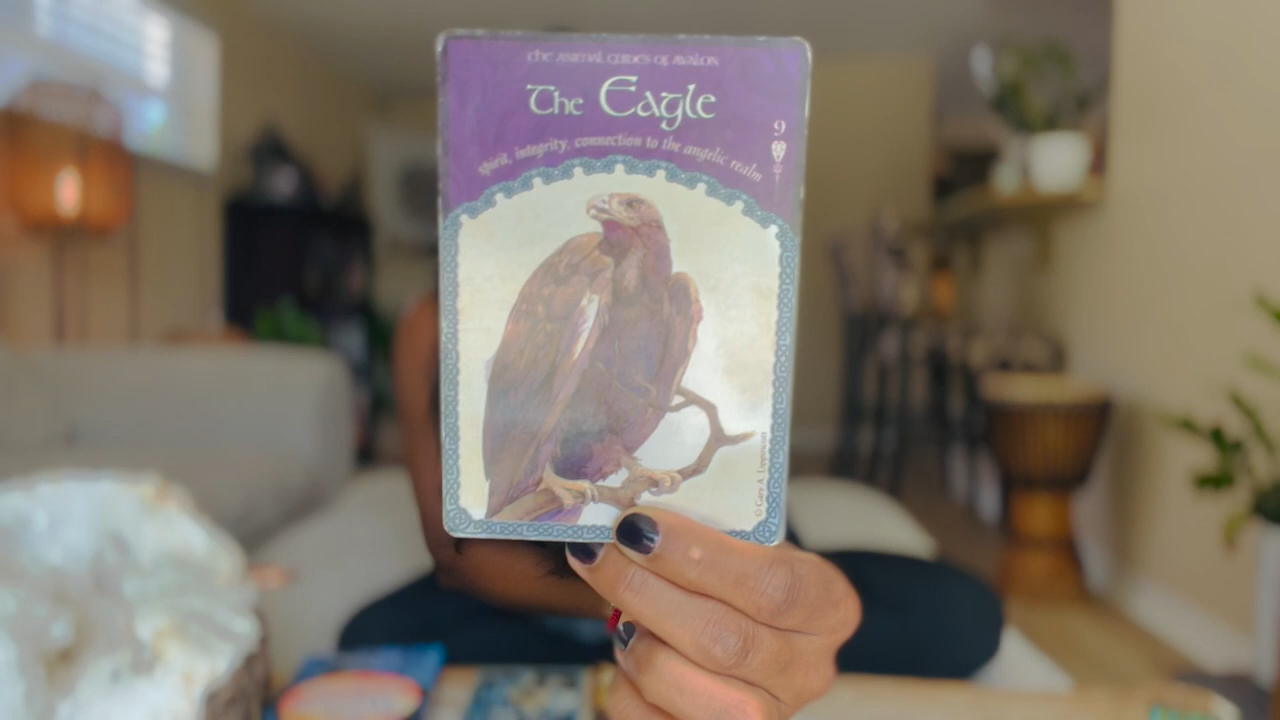 the animal guides of avalon
The Eagle
spirit, integrity, connection to the angelic realm
9
© Gary A. Lippincott